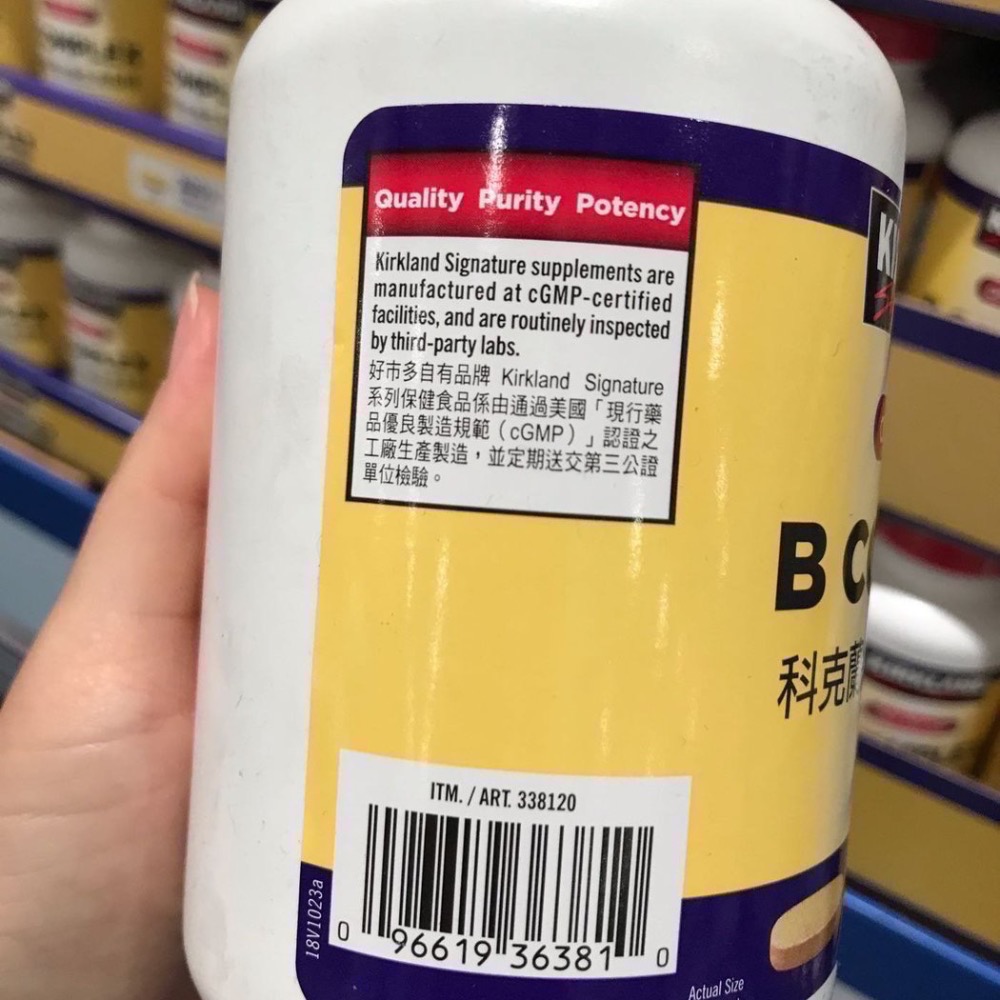 Quality Purity Potency
Kirkland Signature supplements are
manufactured at cGMP-certified
facilities, and are routinely inspected
by third-party labs.
好市多自有品牌 Kirkland Signature
系列保健食品係由通過美國「現行藥
品優良製造規範（cGMP）」認證之
工廠生產製造，並定期送交第三公證
單位檢驗。
B
科克
ITM. / ART. 338120
0 96619 36381 0
18V1023a
Actual Size